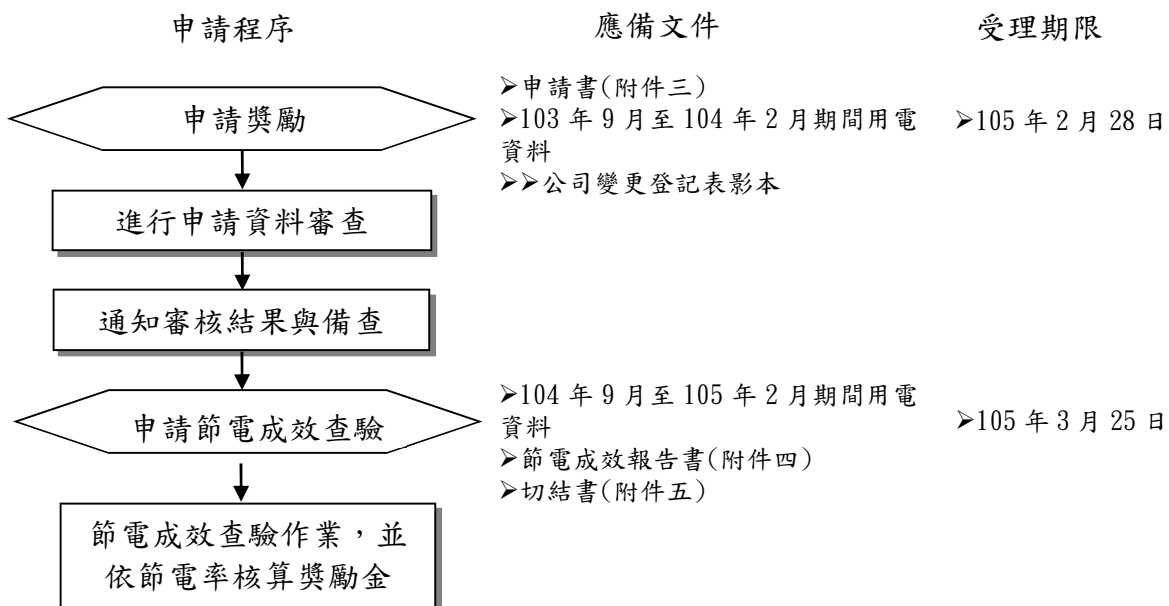 申請程序 應備文件 受理期限
申請獎勵
➢申請書(附件三)
➢103 年 9 月至 104 年 2 月期間用電
資料
➢➢公司變更登記表影本
➢105 年 2 月 28 日
進行申請資料審查
通知審核結果與備查
申請節電成效查驗
➢104 年 9 月至 105 年 2 月期間用電
資料
➢節電成效報告書(附件四)
➢切結書(附件五)
➢105 年 3 月 25 日
節電成效查驗作業，並
依節電率核算獎勵金